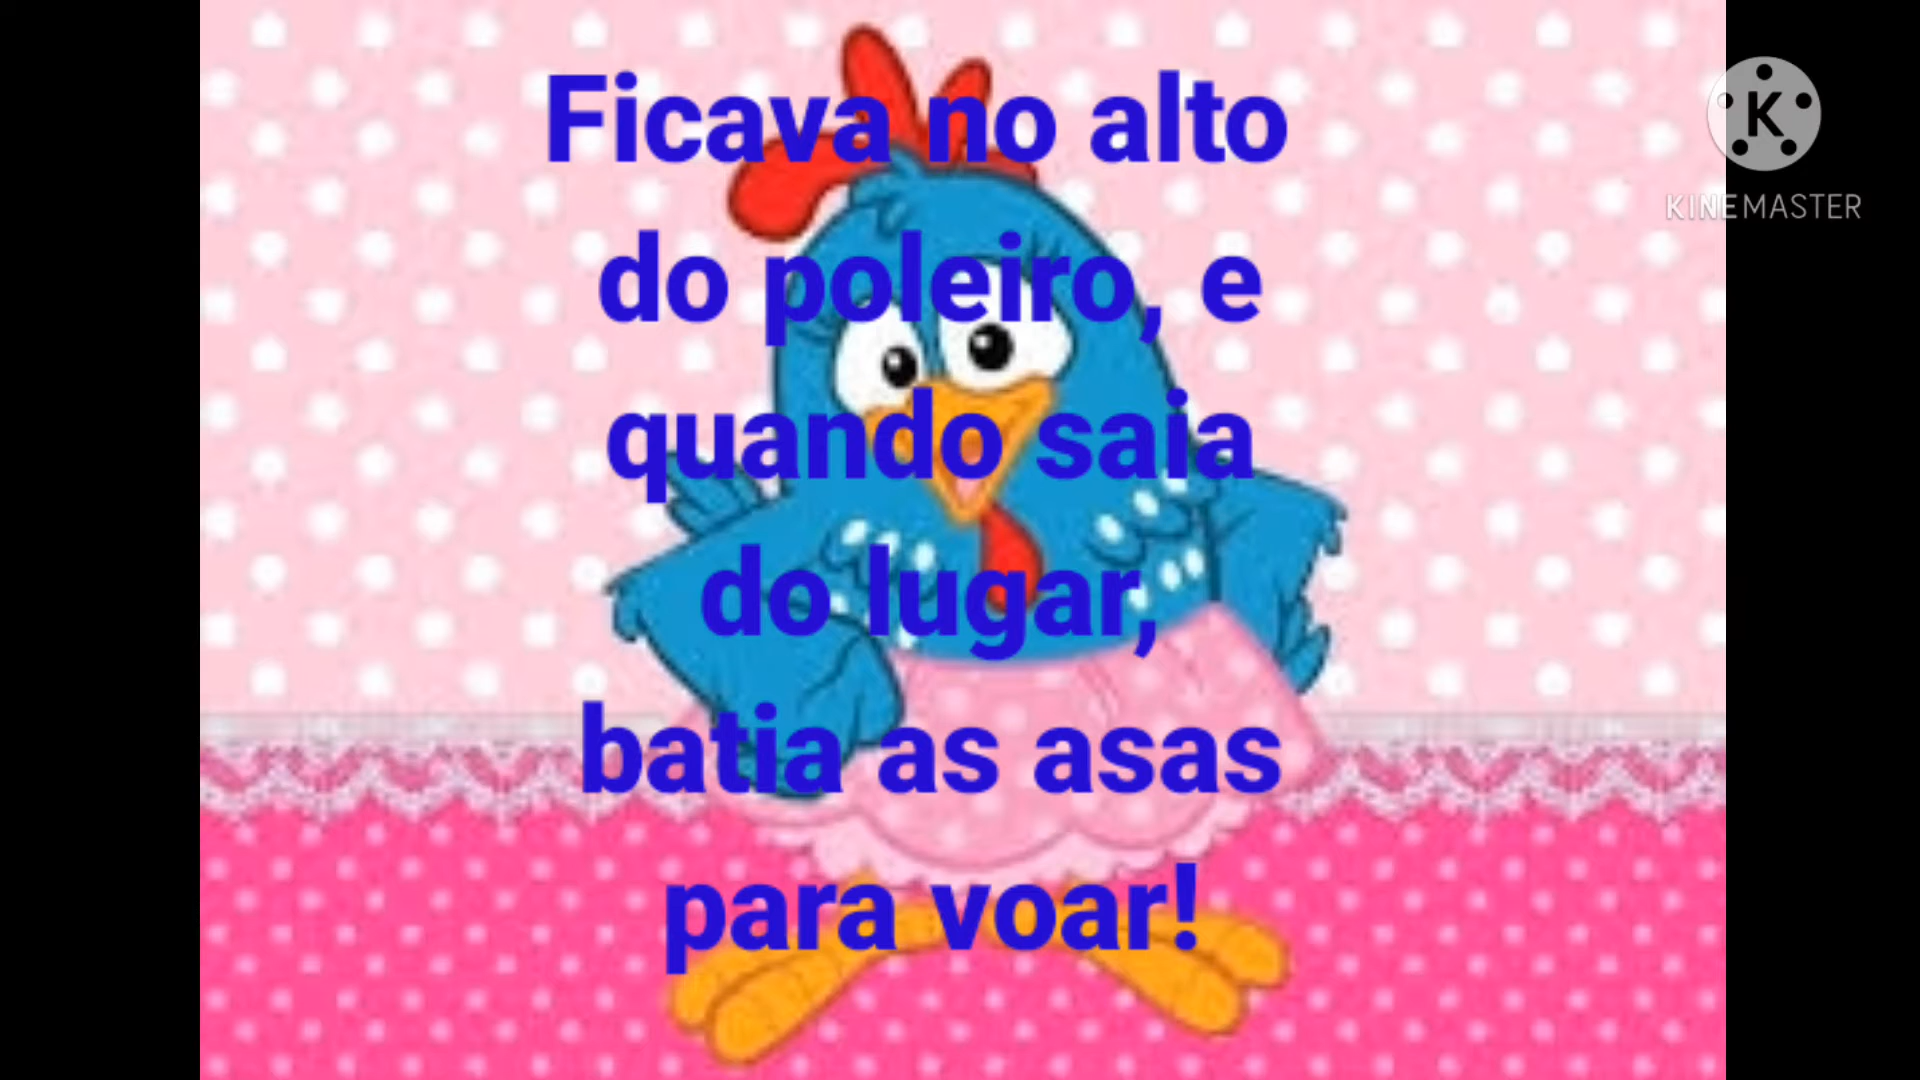 Ficava no alto
do poleiro, e
quando saia
do lugar,
batia as asas
para voar!
K
KINEMASTER